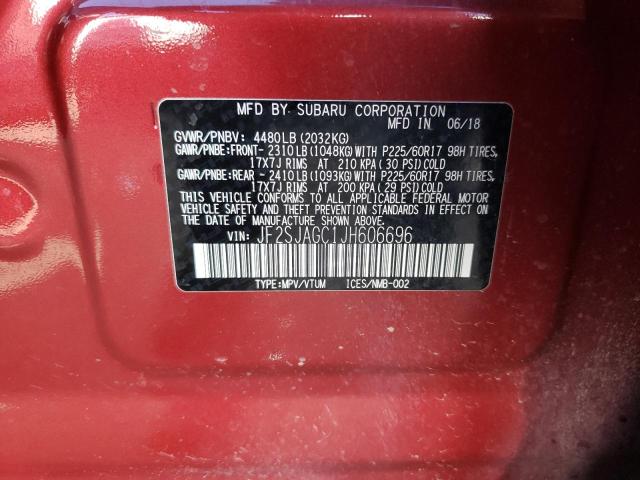 MFD BY SUBARU CORPORATION
MFD IN 06/18
GVWR/PNBV: 4480LB (2032KG)
GAWR/PNBE:FRONT- 2310LB (1048KG)WITH P225/60R17 98H TIRES,
17X7J RIMS AT 210 KPA (30 PSI)COLD
GAWR/PNBE:REAR - 2410LB (1093KG)WITH P225/60R17 98H TIRES,
17X7J RIMS AT 200 KPA (29 PSI)COLD
THIS VEHICLE CONFORMS TO ALL APPLICABLE FEDERAL MOTOR
VEHICLE SAFETY AND THEFT PREVENTION STANDARDS IN EFFECT
ON THE DATE OF MANUFACTURE SHOWN ABOVE.
VIN: JF2SJAGC1JH606696
TYPE:MPV/VTUM ICES/NMB-002